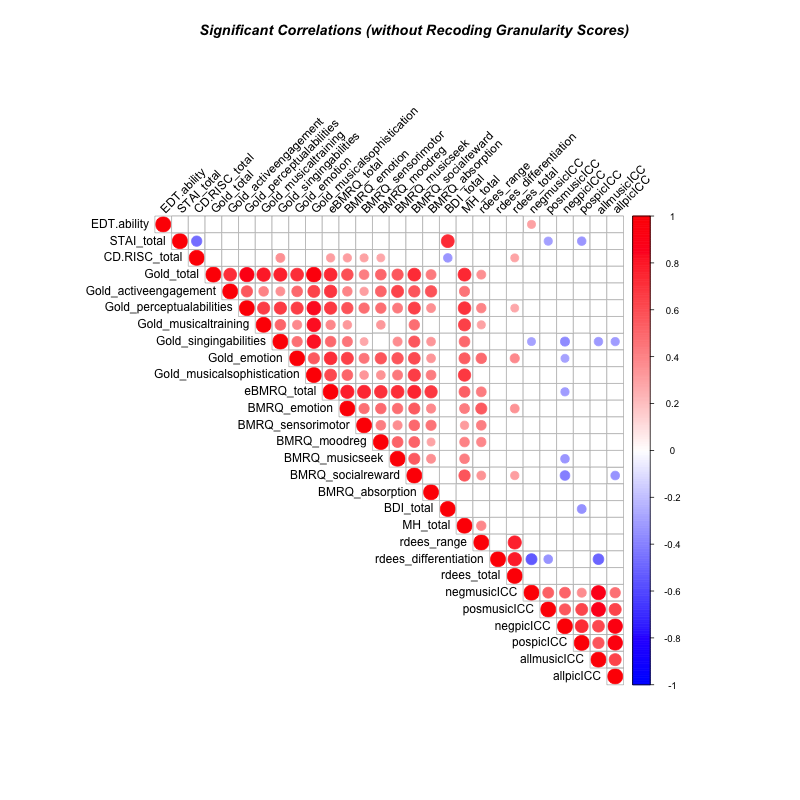 Significant Correlations (without Recoding Granularity Scores)
EDT.ability
STAI_total
CD.RISC_total
Gold_total
Gold_activeengagement
Gold_perceptualabilities
Gold_musicaltraining
Gold_singingabilities
Gold_emotion
Gold_musicalsophistication
eBMRQ_total
BMRQ_emotion
BMRQ_sensorimotor
BMRQ_moodreg
BMRQ_musicseek
BMRQ_socialreward
BMRQ_absorption
BDI_total
MH_total
rdees_range
rdees_differentiation
rdees_total
negmusicICC
posmusicICC
negpicICC
pospicICC
allmusicICC
allpicICC
EDT.ability
STAI_total
CD.RISC_total
Gold_total
Gold_activeengagement
Gold_perceptualabilities
Gold_musicaltraining
Gold_singingabilities
Gold_emotion
Gold_musicalsophistication
eBMRQ_total
BMRQ_emotion
BMRQ_sensorimotor
BMRQ_moodreg
BMRQ_musicseek
BMRQ_socialreward
BMRQ_absorption
BDI_total
MH_total
rdees_range
rdees_differentiation
rdees_total
negmusicICC
posmusicICC
negpicICC
pospicICC
allmusicICC
allpicICC
1
0.8
0.6
0.4
0.2
0
-0.2
-0.4
-0.6
-0.8
-1